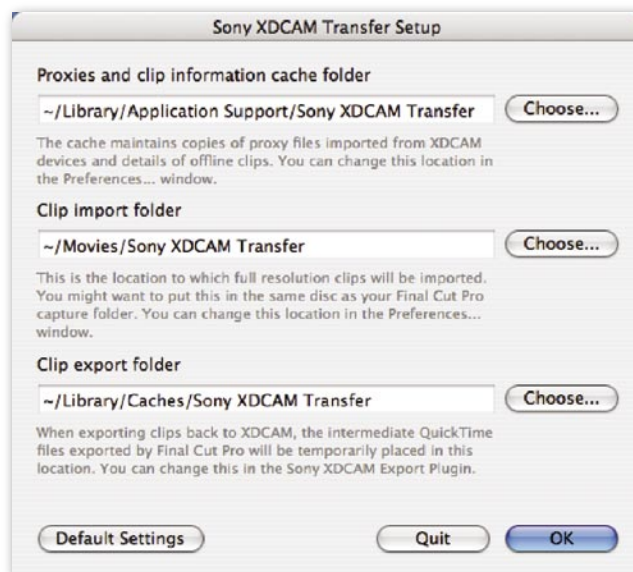 Sony XDCAM Transfer Setup
Proxies and clip information cache folder
~/Library/Application Support/Sony XDCAM Transfer
Choose...
The cache maintains copies of proxy files imported from XDCAM
devices and details of offline clips. You can change this location in
the Preferences... window.
Clip import folder
~/Movies/Sony XDCAM Transfer
Choose...
This is the location to which full resolution clips will be imported.
You might want to put this in the same disc as your Final Cut Pro
capture folder. You can change this location in the Preferences...
window.
Clip export folder
~/Library/Caches/Sony XDCAM Transfer
Choose...
When exporting clips back to XDCAM, the intermediate QuickTime
files exported by Final Cut Pro will be temporarily placed in this
location. You can change this in the Sony XDCAM Export Plugin.
Default Settings
Quit
OK